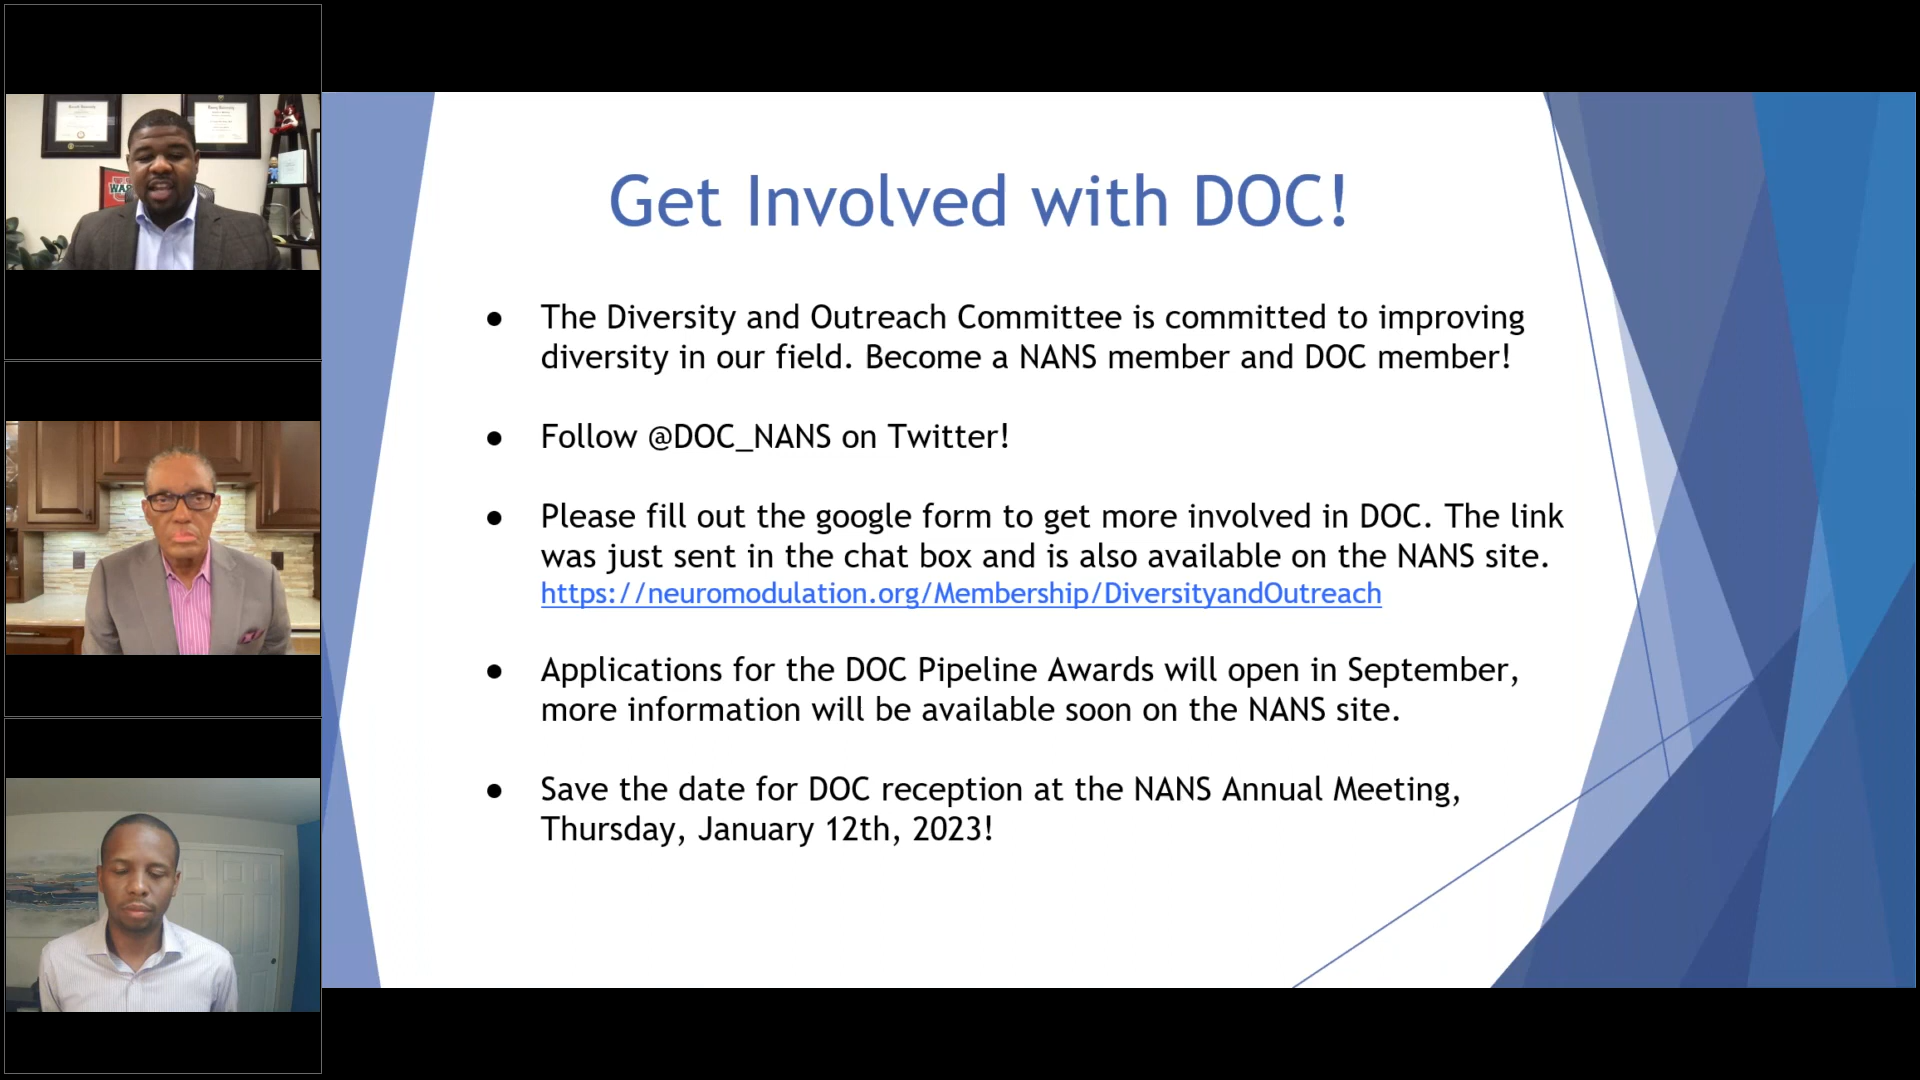 Get Involved with DOC!
● The Diversity and Outreach Committee is committed to improving
diversity in our field. Become a NANS member and DOC member!
● Follow @DOC_NANS on Twitter!
● Please fill out the google form to get more involved in DOC. The link
was just sent in the chat box and is also available on the NANS site.
https://neuromodulation.org/Membership/DiversityandOutreach
● Applications for the DOC Pipeline Awards will open in September,
more information will be available soon on the NANS site.
● Save the date for DOC reception at the NANS Annual Meeting,
Thursday, January 12th, 2023!